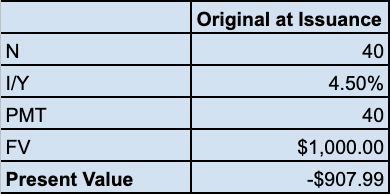 Original at Issuance
N 40
I/Y 4.50%
PMT 40
FV $1,000.00
Present Value -$907.99